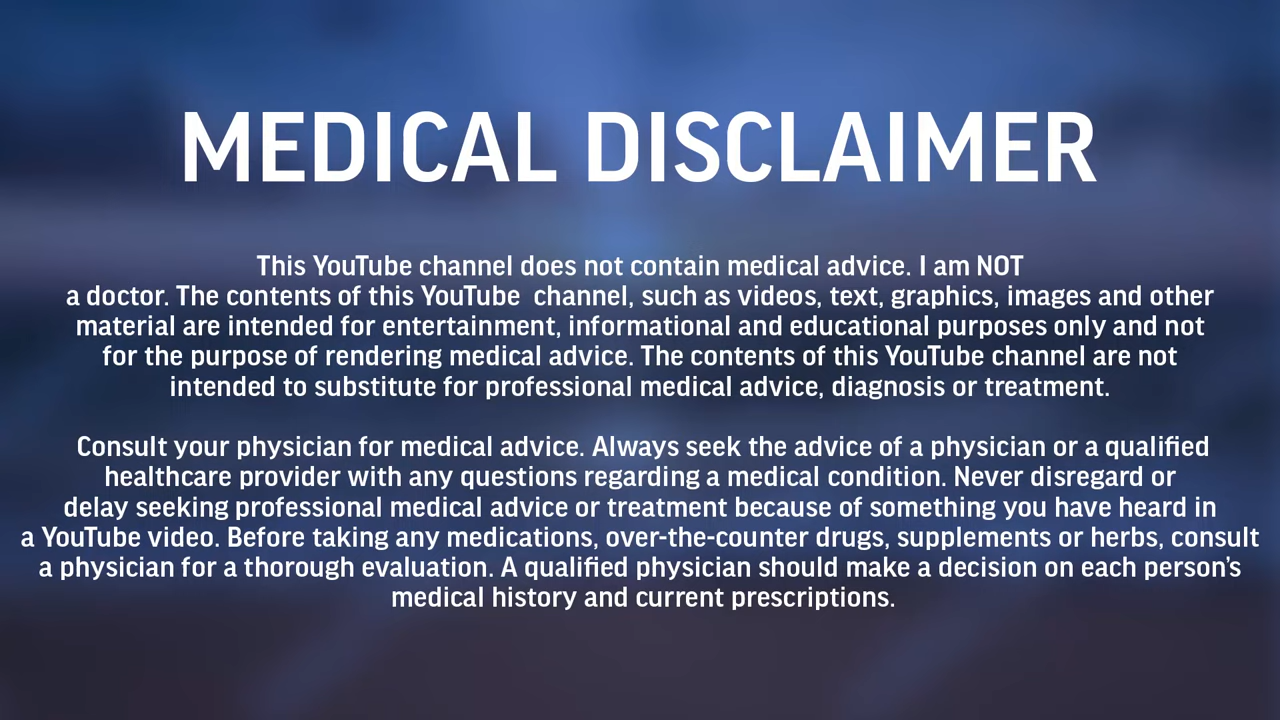 MEDICAL DISCLAIMER
This YouTube channel does not contain medical advice. I am NOT
a doctor. The contents of this YouTube  channel, such as videos, text, graphics, images and other
material are intended for entertainment, informational and educational purposes only and not
for the purpose of rendering medical advice. The contents of this YouTube channel are not
intended to substitute for professional medical advice, diagnosis or treatment.
Consult your physician for medical advice. Always seek the advice of a physician or a qualified
healthcare provider with any questions regarding a medical condition. Never disregard or
delay seeking professional medical advice or treatment because of something you have heard in
a YouTube video. Before taking any medications, over-the-counter drugs, supplements or herbs, consult
a physician for a thorough evaluation. A qualified physician should make a decision on each person's
medical history and current prescriptions.